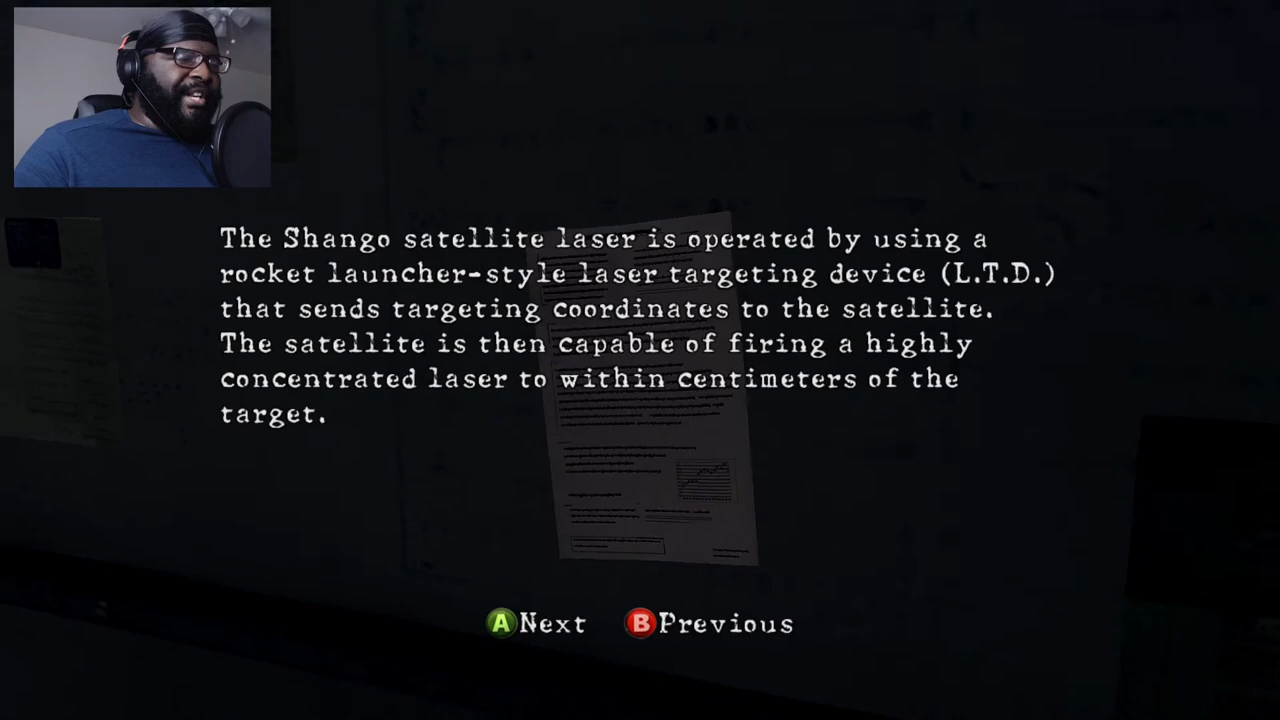 The Shango satellite laser is operated by using a
rocket launcher-style laser targeting device (L.T.D.)
that sends targeting coordinates to the satellite.
The satellite is then capable of firing a highly
concentrated laser to within centimeters of the
target.
A Next B Previous